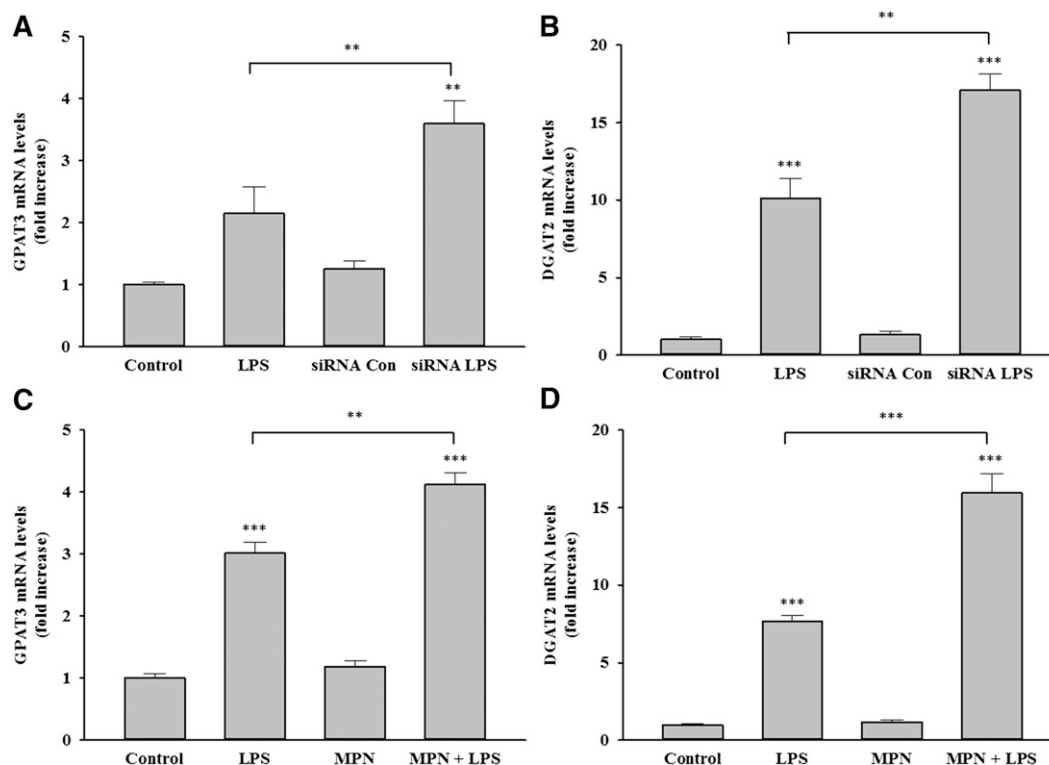 A
GPAT3 mRNA levels
(fold increase)
5
4
3
2
1
0
**
**
Control LPS siRNA Con siRNA LPS
B
DGAT2 mRNA levels
(fold increase)
20
15
10
5
0
**
***
***
Control LPS siRNA Con siRNA LPS
C
GPAT3 mRNA levels
(fold increase)
5
4
3
2
1
0
**
***
***
Control LPS MPN MPN + LPS
D
DGAT2 mRNA levels
(fold increase)
20
15
10
5
0
***
***
***
Control LPS MPN MPN + LPS